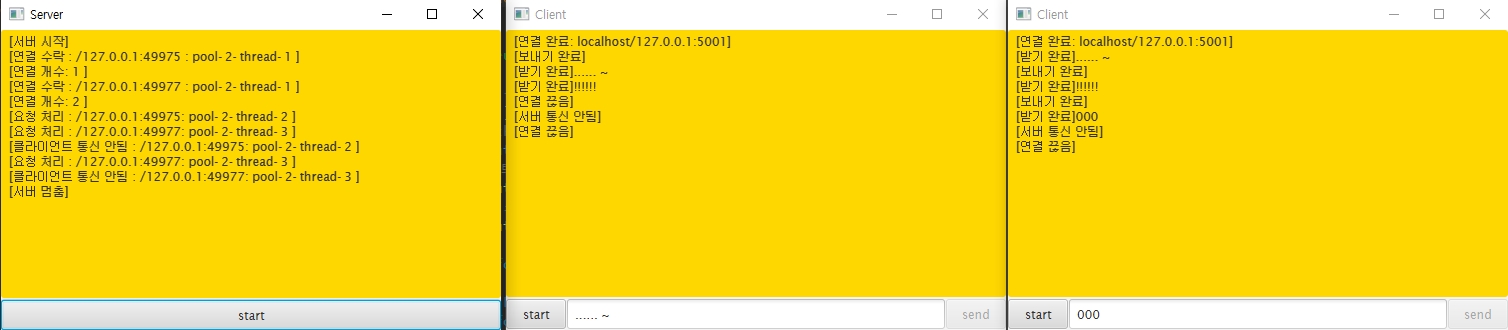 Server
[서버 시작]
[연결 수락 : /127.0.0.1:49975 : pool-2-thread-1 ]
[연결 개수: 1 ]
[연결 수락 : /127.0.0.1:49977 : pool-2-thread-1 ]
[연결 개수: 2 ]
[요청 처리 : /127.0.0.1:49975: pool-2-thread-2 ]
[요청 처리 : /127.0.0.1:49977: pool-2-thread-3 ]
[클라이언트 통신 안됨 : /127.0.0.1:49975: pool-2-thread-2 ]
[요청 처리 : /127.0.0.1:49977: pool-2-thread-3 ]
[클라이언트 통신 안됨 : /127.0.0.1:49977: pool-2-thread-3 ]
[서버 멈춤]
start
Client
[연결 완료: localhost/127.0.0.1:5001]
[보내기 완료]
[받기 완료]...... ~
[받기 완료]!!!!!!
[연결 끊음]
[서버 통신 안됨]
[연결 끊음]
start
...... ~
send
Client
[연결 완료: localhost/127.0.0.1:5001]
[받기 완료]...... ~
[보내기 완료]
[받기 완료]!!!!!!
[보내기 완료]
[받기 완료]000
[서버 통신 안됨]
[연결 끊음]
start
000
send